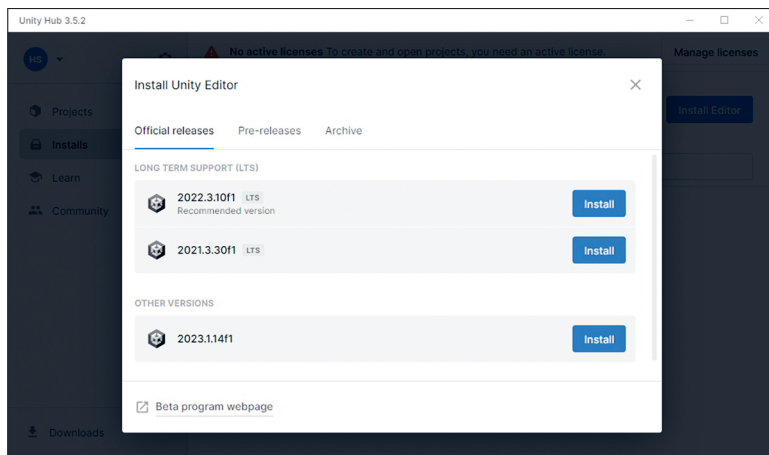 Unity Hub 3.5.2
HS
No active licenses To create and open projects, you need an active license.
Manage licenses
Projects
Installs
Learn
Community
Downloads
Install Editor
Install Unity Editor
Official releases Pre-releases Archive
LONG TERM SUPPORT (LTS)
2022.3.10f1 LTS
Recommended version
Install
2021.3.30f1 LTS
Install
OTHER VERSIONS
2023.1.14f1
Install
Beta program webpage